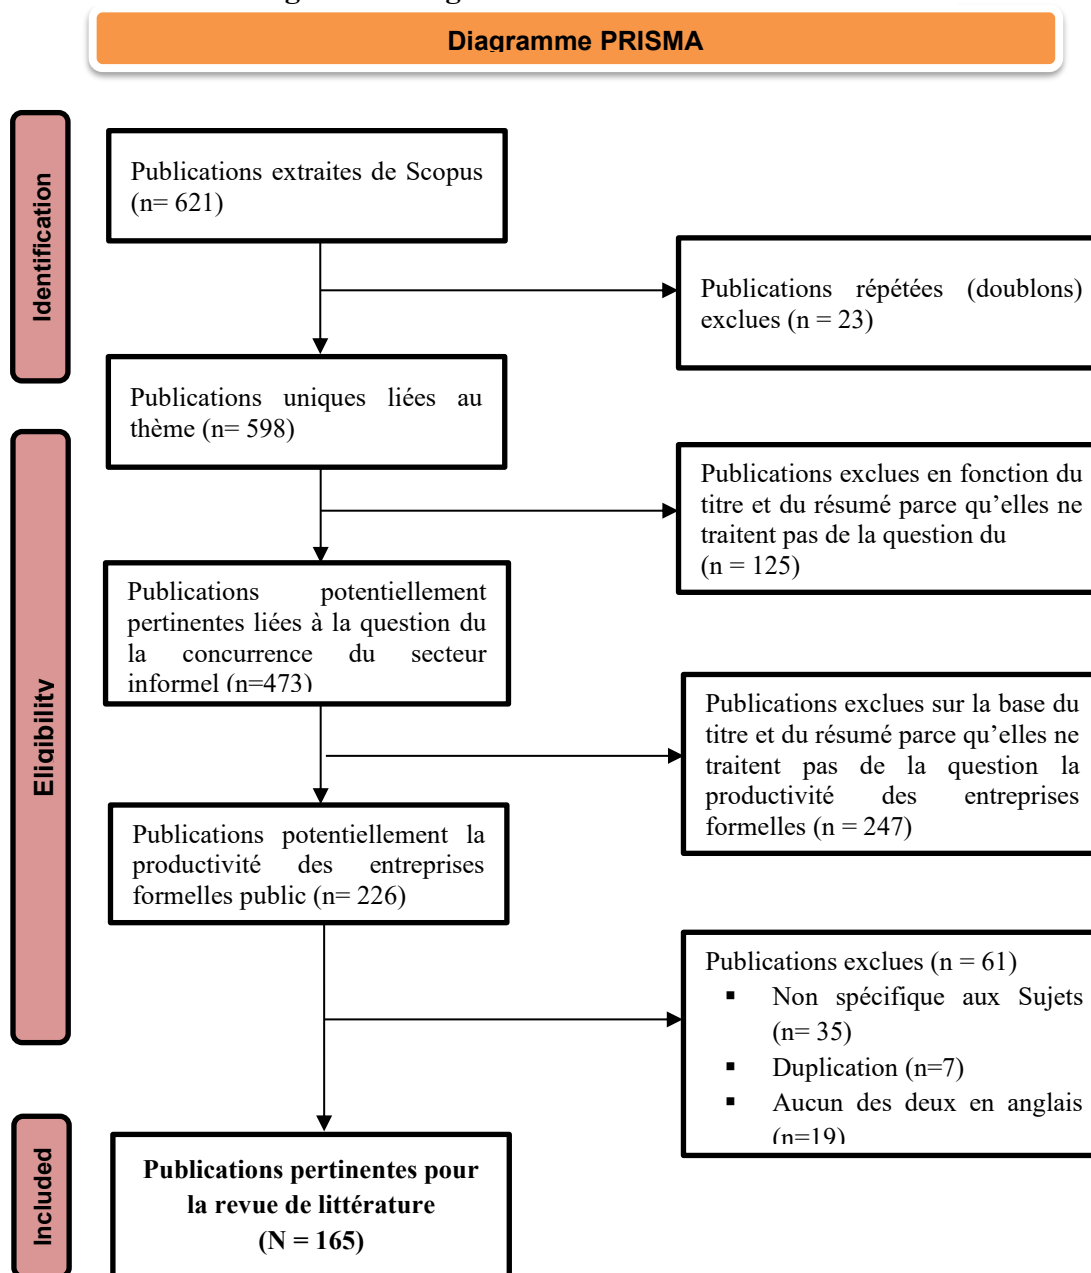 Diagramme PRISMA
Identification
Publications extraites de Scopus
(n= 621)
Publications répétées (doublons)
exclues (n = 23)
Publications uniques liées au
thème (n= 598)
Eligibility
Publications exclues en fonction du
titre et du résumé parce qu’elles ne
traitent pas de la question du
(n = 125)
Publications potentiellement
pertinentes liées à la question du
la concurrence du secteur
informel (n=473)
Publications exclues sur la base du
titre et du résumé parce qu’elles ne
traitent pas de la question la
productivité des entreprises
formelles (n = 247)
Publications potentiellement la
productivité des entreprises
formelles public (n= 226)
Publications exclues (n = 61)
▪ Non spécifique aux Sujets
(n= 35)
▪ Duplication (n=7)
▪ Aucun des deux en anglais
(n=19)
Included
Publications pertinentes pour
la revue de littérature
(N = 165)